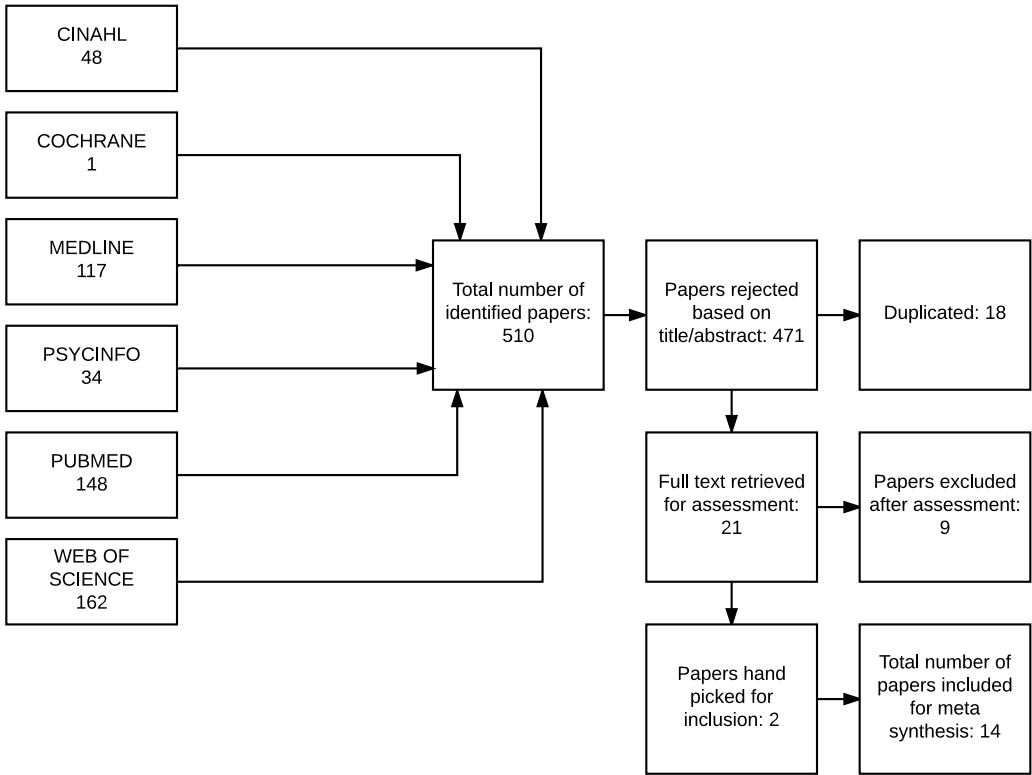 CINAHL
48
COCHRANE
1
MEDLINE
117
PSYCINFO
34
PUBMED
148
WEB OF
SCIENCE
162
Total number of
identified papers:
510
Papers rejected
based on
title/abstract: 471
Duplicated: 18
Full text retrieved
for assessment:
21
Papers excluded
after assessment:
9
Papers hand
picked for
inclusion: 2
Total number of
papers included
for meta
synthesis: 14